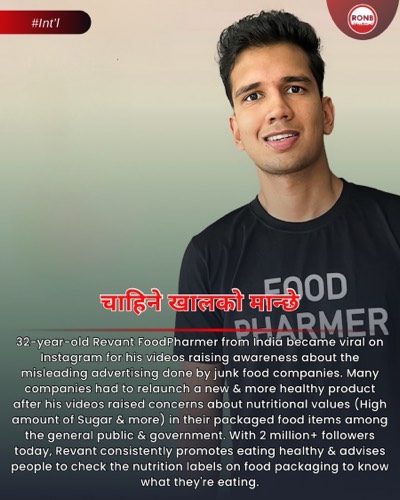 #Int'l
RONB
चाहिने खालको मान्छे
FOOD
PHARMER
32-year-old Revant FoodPharmer from India became viral on
Instagram for his videos raising awareness about the
misleading advertising done by junk food companies. Many
companies had to relaunch a new & more healthy product
after his videos raised concerns about nutritional values (High
amount of Sugar & more) in their packaged food items among
the general public & government. With 2 million+ followers
today, Revant consistently promotes eating healthy & advises
people to check the nutrition labels on food packaging to know
what they're eating.